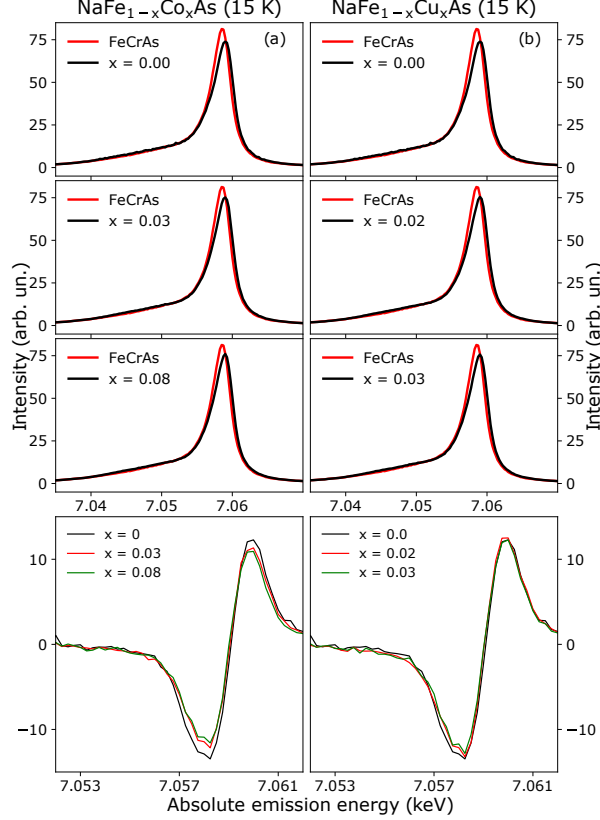 NaFe₁₋ₓCoₓAs (15 K)
NaFe₁₋ₓCuₓAs (15 K)
(a)
75
50
25
0
FeCrAs
x = 0.00
(b)
FeCrAs
x = 0.00
75
50
25
0
75
50
25
0
FeCrAs
x = 0.03
FeCrAs
x = 0.02
75
50
25
0
Intensity (arb. un.)
Intensity (arb. un.)
75
50
25
0
FeCrAs
x = 0.08
FeCrAs
x = 0.03
75
50
25
0
7.04 7.05 7.06
7.04 7.05 7.06
10
0
−10
x = 0
x = 0.03
x = 0.08
x = 0.0
x = 0.02
x = 0.03
10
0
−10
7.053 7.057 7.061
7.053 7.057 7.061
Absolute emission energy (keV)